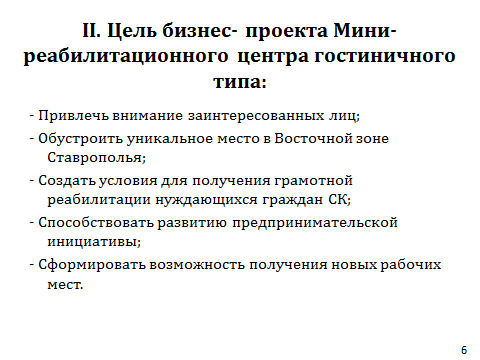 II. Цель бизнес- проекта Мини-
реабилитационного центра гостиничного
типа:
- Привлечь внимание заинтересованных лиц;
- Обустроить уникальное место в Восточной зоне
Ставрополья;
- Создать условия для получения грамотной
реабилитации нуждающихся граждан СК;
- Способствовать развитию предпринимательской
инициативы;
- Сформировать возможность получения новых рабочих
мест.
6